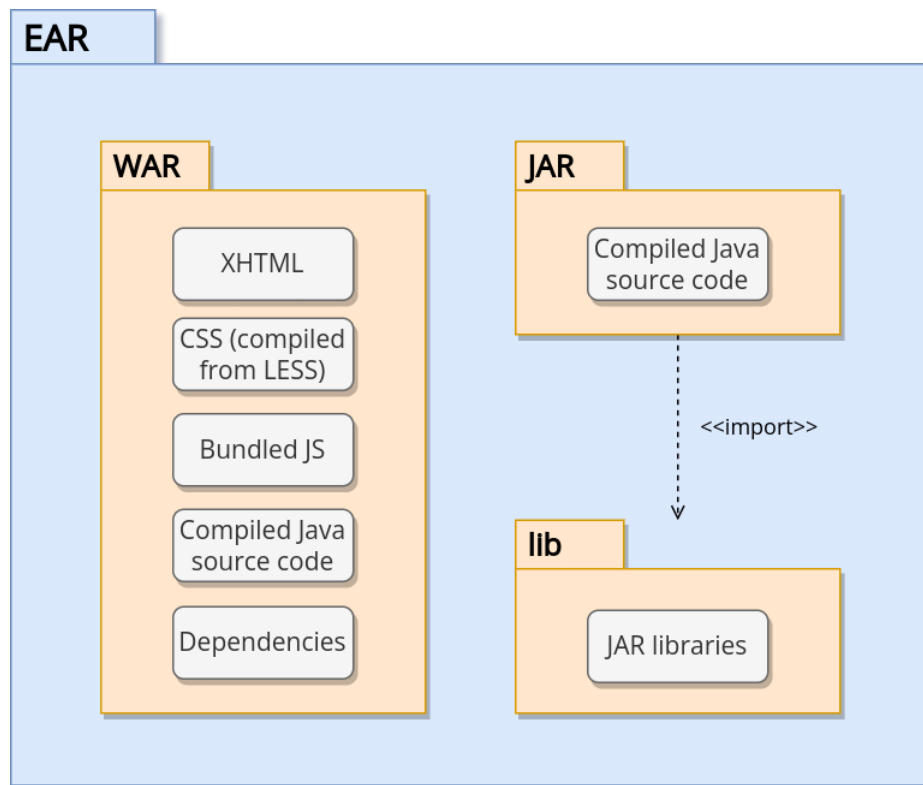 EAR
WAR
XHTML
CSS (compiled
from LESS)
Bundled JS
Compiled Java
source code
Dependencies
JAR
Compiled Java
source code
<<import>>
lib
JAR libraries